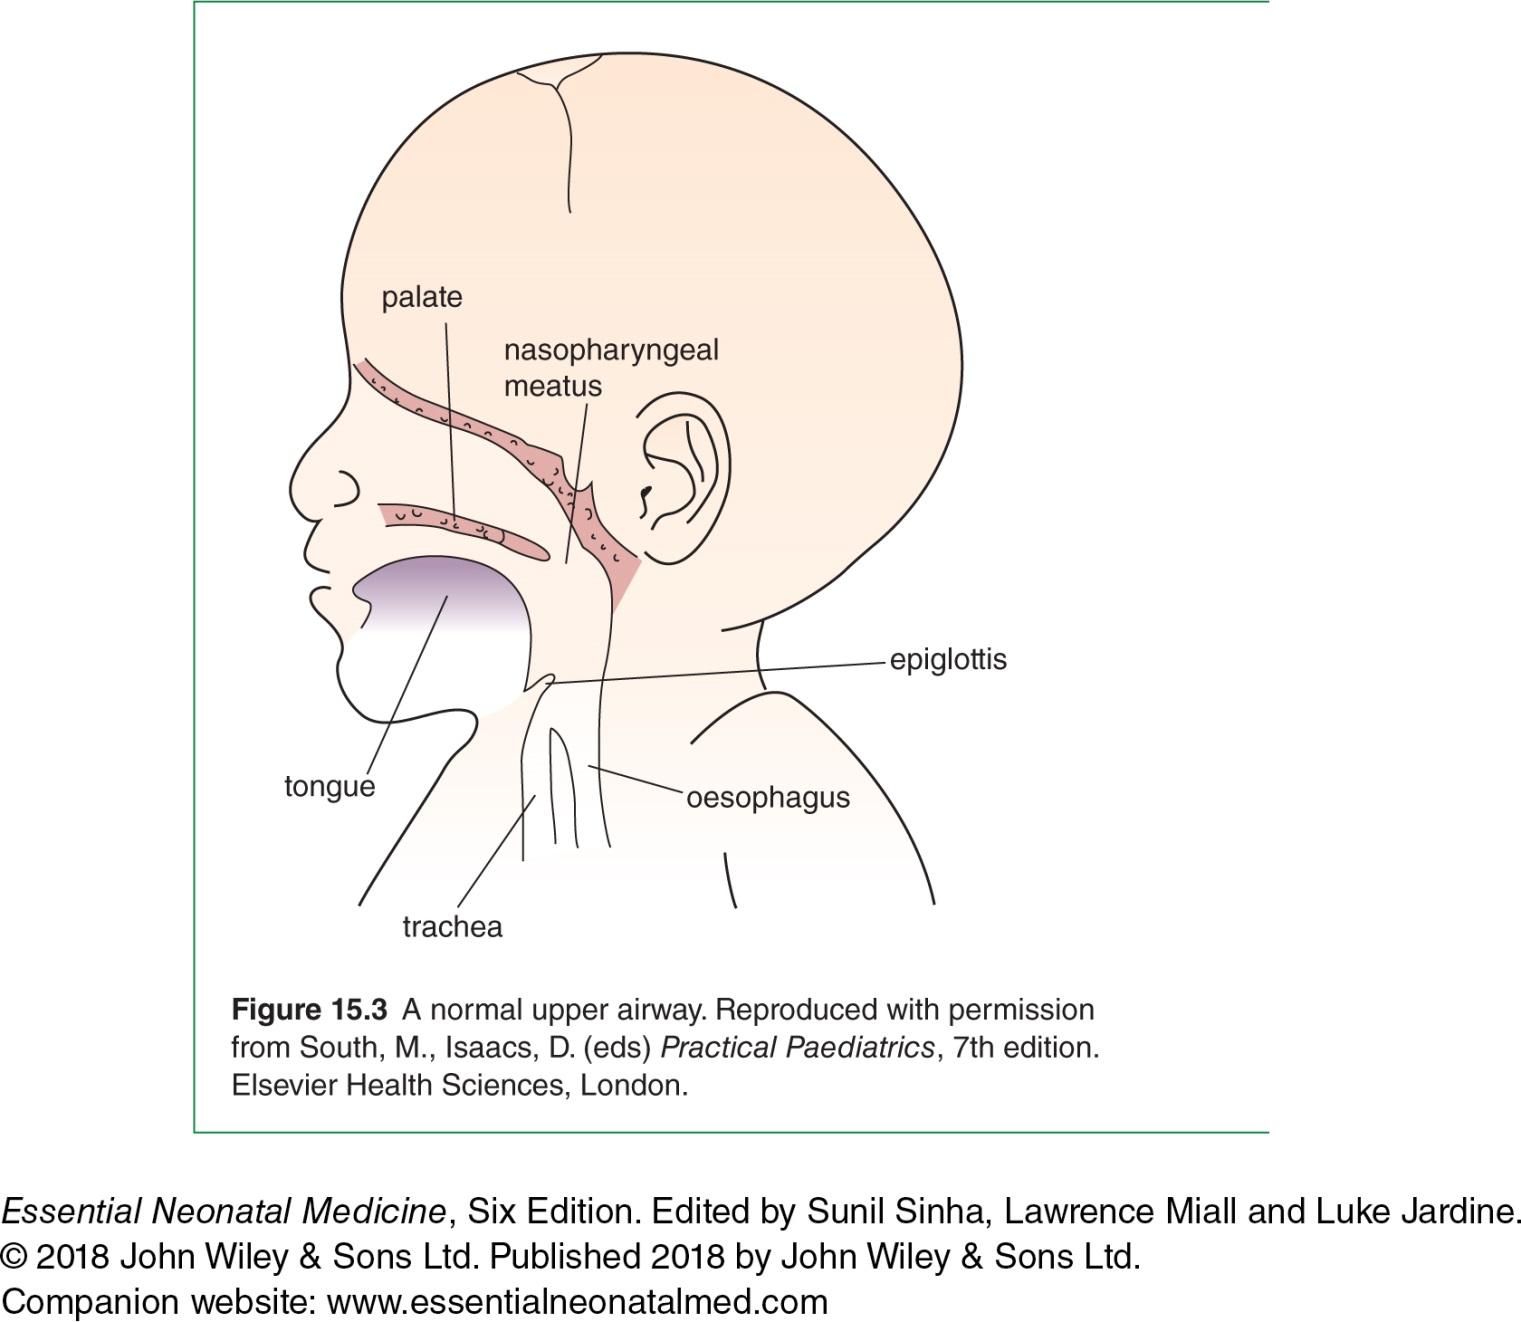 palate
nasopharyngeal
meatus
epiglottis
tongue
oesophagus
trachea
Figure 15.3 A normal upper airway. Reproduced with permission
from South, M., Isaacs, D. (eds) Practical Paediatrics, 7th edition.
Elsevier Health Sciences, London.
Essential Neonatal Medicine, Six Edition. Edited by Sunil Sinha, Lawrence Miall and Luke Jardine.
© 2018 John Wiley & Sons Ltd. Published 2018 by John Wiley & Sons Ltd.
Companion website: www.essentialneonatalmed.com